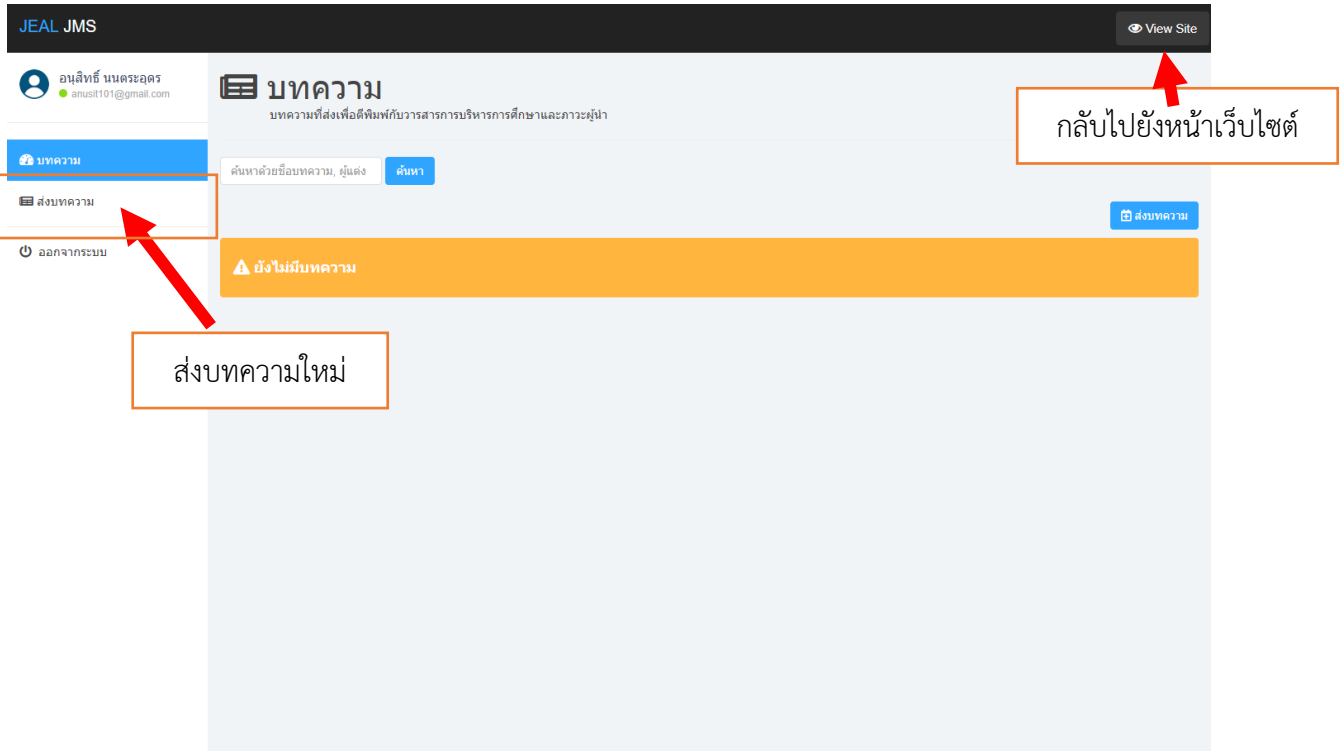 JEAL JMS
View Site
อนุสิทธิ์ นนตระอุดร
anusit101@gmail.com
บทความ
บทความที่ส่งเพื่อตีพิมพ์กับวารสารการบริหารการศึกษาและภาวะผู้นำ
กลับไปยังหน้าเว็บไซต์
บทความ
ค้นหาด้วยชื่อบทความ, ผู้แต่ง ค้นหา
ส่งบทความ
ส่งบทความ
ออกจากระบบ
ยังไม่มีบทความ
ส่งบทความใหม่